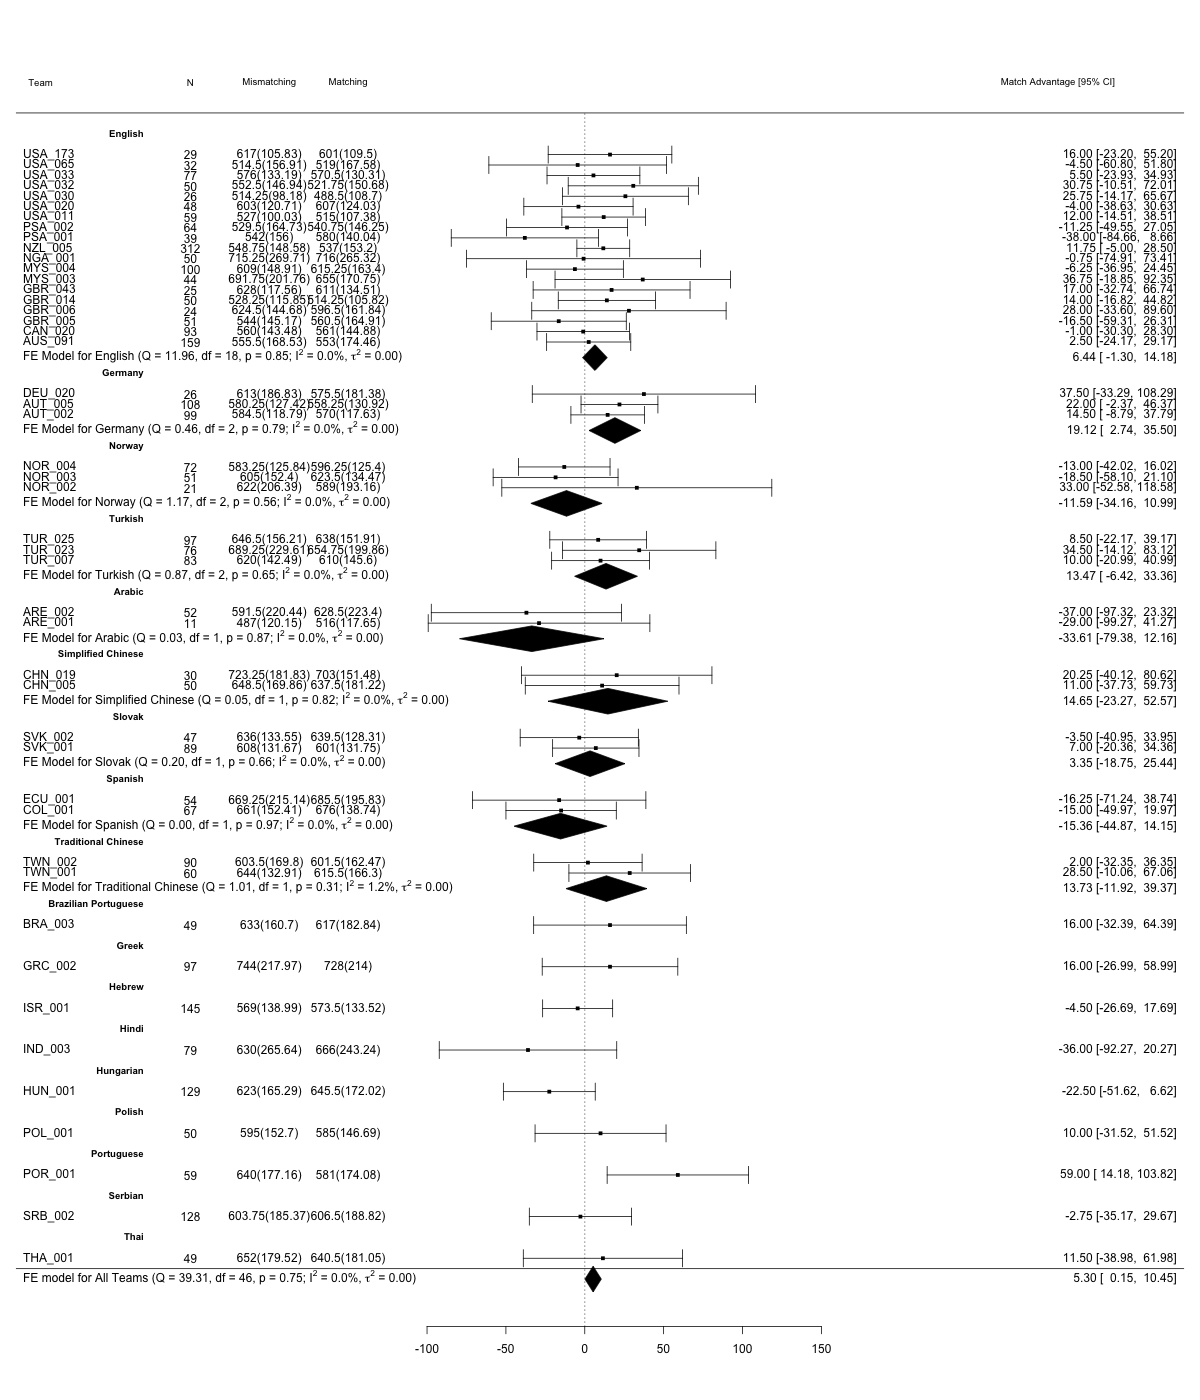 Team N Mismatching Matching Match Advantage [95% CI]
English
USA_173 29 617(105.83) 601(109.5) 16.00 [-23.20, 55.20]
USA_065 32 514.5(156.91) 519(167.58) -4.50 [-60.80, 51.80]
USA_033 77 576(133.19) 570.5(130.31) 5.50 [-23.93, 34.93]
USA_032 50 552.5(146.94) 521.75(150.68) 30.75 [-10.51, 72.01]
USA_030 26 514.25(98.18) 488.5(108.7) 25.75 [-14.17, 65.67]
USA_020 48 603(120.71) 607(124.03) -4.00 [-38.63, 30.63]
USA_011 59 527(100.03) 515(107.38) 12.00 [-14.51, 38.51]
PSA_002 64 529.5(164.73) 540.75(146.25) -11.25 [-49.55, 27.05]
PSA_001 39 542(156) 580(140.04) -38.00 [-84.66, 8.66]
NZL_005 312 548.75(148.58) 537(153.2) 11.75 [-5.00, 28.50]
NGA_001 50 715.25(269.71) 716(265.32) -0.75 [-74.91, 73.41]
MYS_004 100 609(148.91) 615.25(163.4) -6.25 [-36.95, 24.45]
MYS_003 44 691.75(201.76) 655(170.75) 36.75 [-18.85, 92.35]
GBR_043 25 628(117.56) 611(134.51) 17.00 [-32.74, 66.74]
GBR_014 50 528.25(115.85) 514.25(105.82) 14.00 [-16.82, 44.82]
GBR_006 24 624.5(144.68) 596.5(161.84) 28.00 [-33.60, 89.60]
GBR_005 51 544(145.17) 560.5(164.91) -16.50 [-59.31, 26.31]
CAN_020 93 560(143.48) 561(144.88) -1.00 [-30.30, 28.30]
AUS_091 159 555.5(168.53) 553(174.46) 2.50 [-24.17, 29.17]
FE Model for English (Q = 11.96, df = 18, p = 0.85; I² = 0.0%, τ² = 0.00) 6.44 [ -1.30, 14.18]
Germany
DEU_020 26 613(186.83) 575.5(181.38) 37.50 [-33.29, 108.29]
AUT_005 108 580.25(127.42) 558.25(130.92) 22.00 [ -2.37, 46.37]
AUT_002 99 584.5(118.79) 570(117.63) 14.50 [ -8.79, 37.79]
FE Model for Germany (Q = 0.46, df = 2, p = 0.79; I² = 0.0%, τ² = 0.00) 19.12 [ 2.74, 35.50]
Norway
NOR_004 72 583.25(125.84) 596.25(125.4) -13.00 [-42.02, 16.02]
NOR_003 51 605(152.4) 623.5(134.47) -18.50 [-58.10, 21.10]
NOR_002 21 622(206.39) 589(193.16) 33.00 [-52.58, 118.58]
FE Model for Norway (Q = 1.17, df = 2, p = 0.56; I² = 0.0%, τ² = 0.00) -11.59 [-34.16, 10.99]
Turkish
TUR_025 97 646.5(156.21) 638(151.91) 8.50 [-22.17, 39.17]
TUR_023 76 689.25(229.61) 654.75(199.86) 34.50 [-14.12, 83.12]
TUR_007 83 620(142.49) 610(145.6) 10.00 [-20.99, 40.99]
FE Model for Turkish (Q = 0.87, df = 2, p = 0.65; I² = 0.0%, τ² = 0.00) 13.47 [ -6.42, 33.36]
Arabic
ARE_002 52 591.5(220.44) 628.5(223.4) -37.00 [-97.32, 23.32]
ARE_001 11 487(120.15) 516(117.65) -29.00 [-99.27, 41.27]
FE Model for Arabic (Q = 0.03, df = 1, p = 0.87; I² = 0.0%, τ² = 0.00) -33.61 [-79.38, 12.16]
Simplified Chinese
CHN_019 30 723.25(181.83) 703(151.48) 20.25 [-40.12, 80.62]
CHN_005 50 648.5(169.86) 637.5(181.22) 11.00 [-37.73, 59.73]
FE Model for Simplified Chinese (Q = 0.05, df = 1, p = 0.82; I² = 0.0%, τ² = 0.00) 14.65 [-23.27, 52.57]
Slovak
SVK_002 47 636(133.55) 639.5(128.31) -3.50 [-40.95, 33.95]
SVK_001 89 608(131.67) 601(131.75) 7.00 [-20.36, 34.36]
FE Model for Slovak (Q = 0.20, df = 1, p = 0.66; I² = 0.0%, τ² = 0.00) 3.35 [-18.75, 25.44]
Spanish
ECU_001 54 669.25(215.14) 685.5(195.83) -16.25 [-71.24, 38.74]
COL_001 67 661(152.41) 676(138.74) -15.00 [-49.97, 19.97]
FE Model for Spanish (Q = 0.00, df = 1, p = 0.97; I² = 0.0%, τ² = 0.00) -15.36 [-44.87, 14.15]
Traditional Chinese
TWN_002 90 603.5(169.8) 601.5(162.47) 2.00 [-32.35, 36.35]
TWN_001 60 644(132.91) 615.5(166.3) 28.50 [-10.06, 67.06]
FE Model for Traditional Chinese (Q = 1.01, df = 1, p = 0.31; I² = 1.2%, τ² = 0.00) 13.73 [-11.92, 39.37]
Brazilian Portuguese
BRA_003 49 633(160.7) 617(182.84) 16.00 [-32.39, 64.39]
Greek
GRC_002 97 744(217.97) 728(214) 16.00 [-26.99, 58.99]
Hebrew
ISR_001 145 569(138.99) 573.5(133.52) -4.50 [-26.69, 17.69]
Hindi
IND_003 79 630(265.64) 666(243.24) -36.00 [-92.27, 20.27]
Hungarian
HUN_001 129 623(165.29) 645.5(172.02) -22.50 [-51.62, 6.62]
Polish
POL_001 50 595(152.7) 585(146.69) 10.00 [-31.52, 51.52]
Portuguese
POR_001 59 640(177.16) 581(174.08) 59.00 [ 14.18, 103.82]
Serbian
SRB_002 128 603.75(185.37) 606.5(188.82) -2.75 [-35.17, 29.67]
Thai
THA_001 49 652(179.52) 640.5(181.05) 11.50 [-38.98, 61.98]
FE model for All Teams (Q = 39.31, df = 46, p = 0.75; I² = 0.0%, τ² = 0.00) 5.30 [ 0.15, 10.45]
-100 -50 0 50 100 150